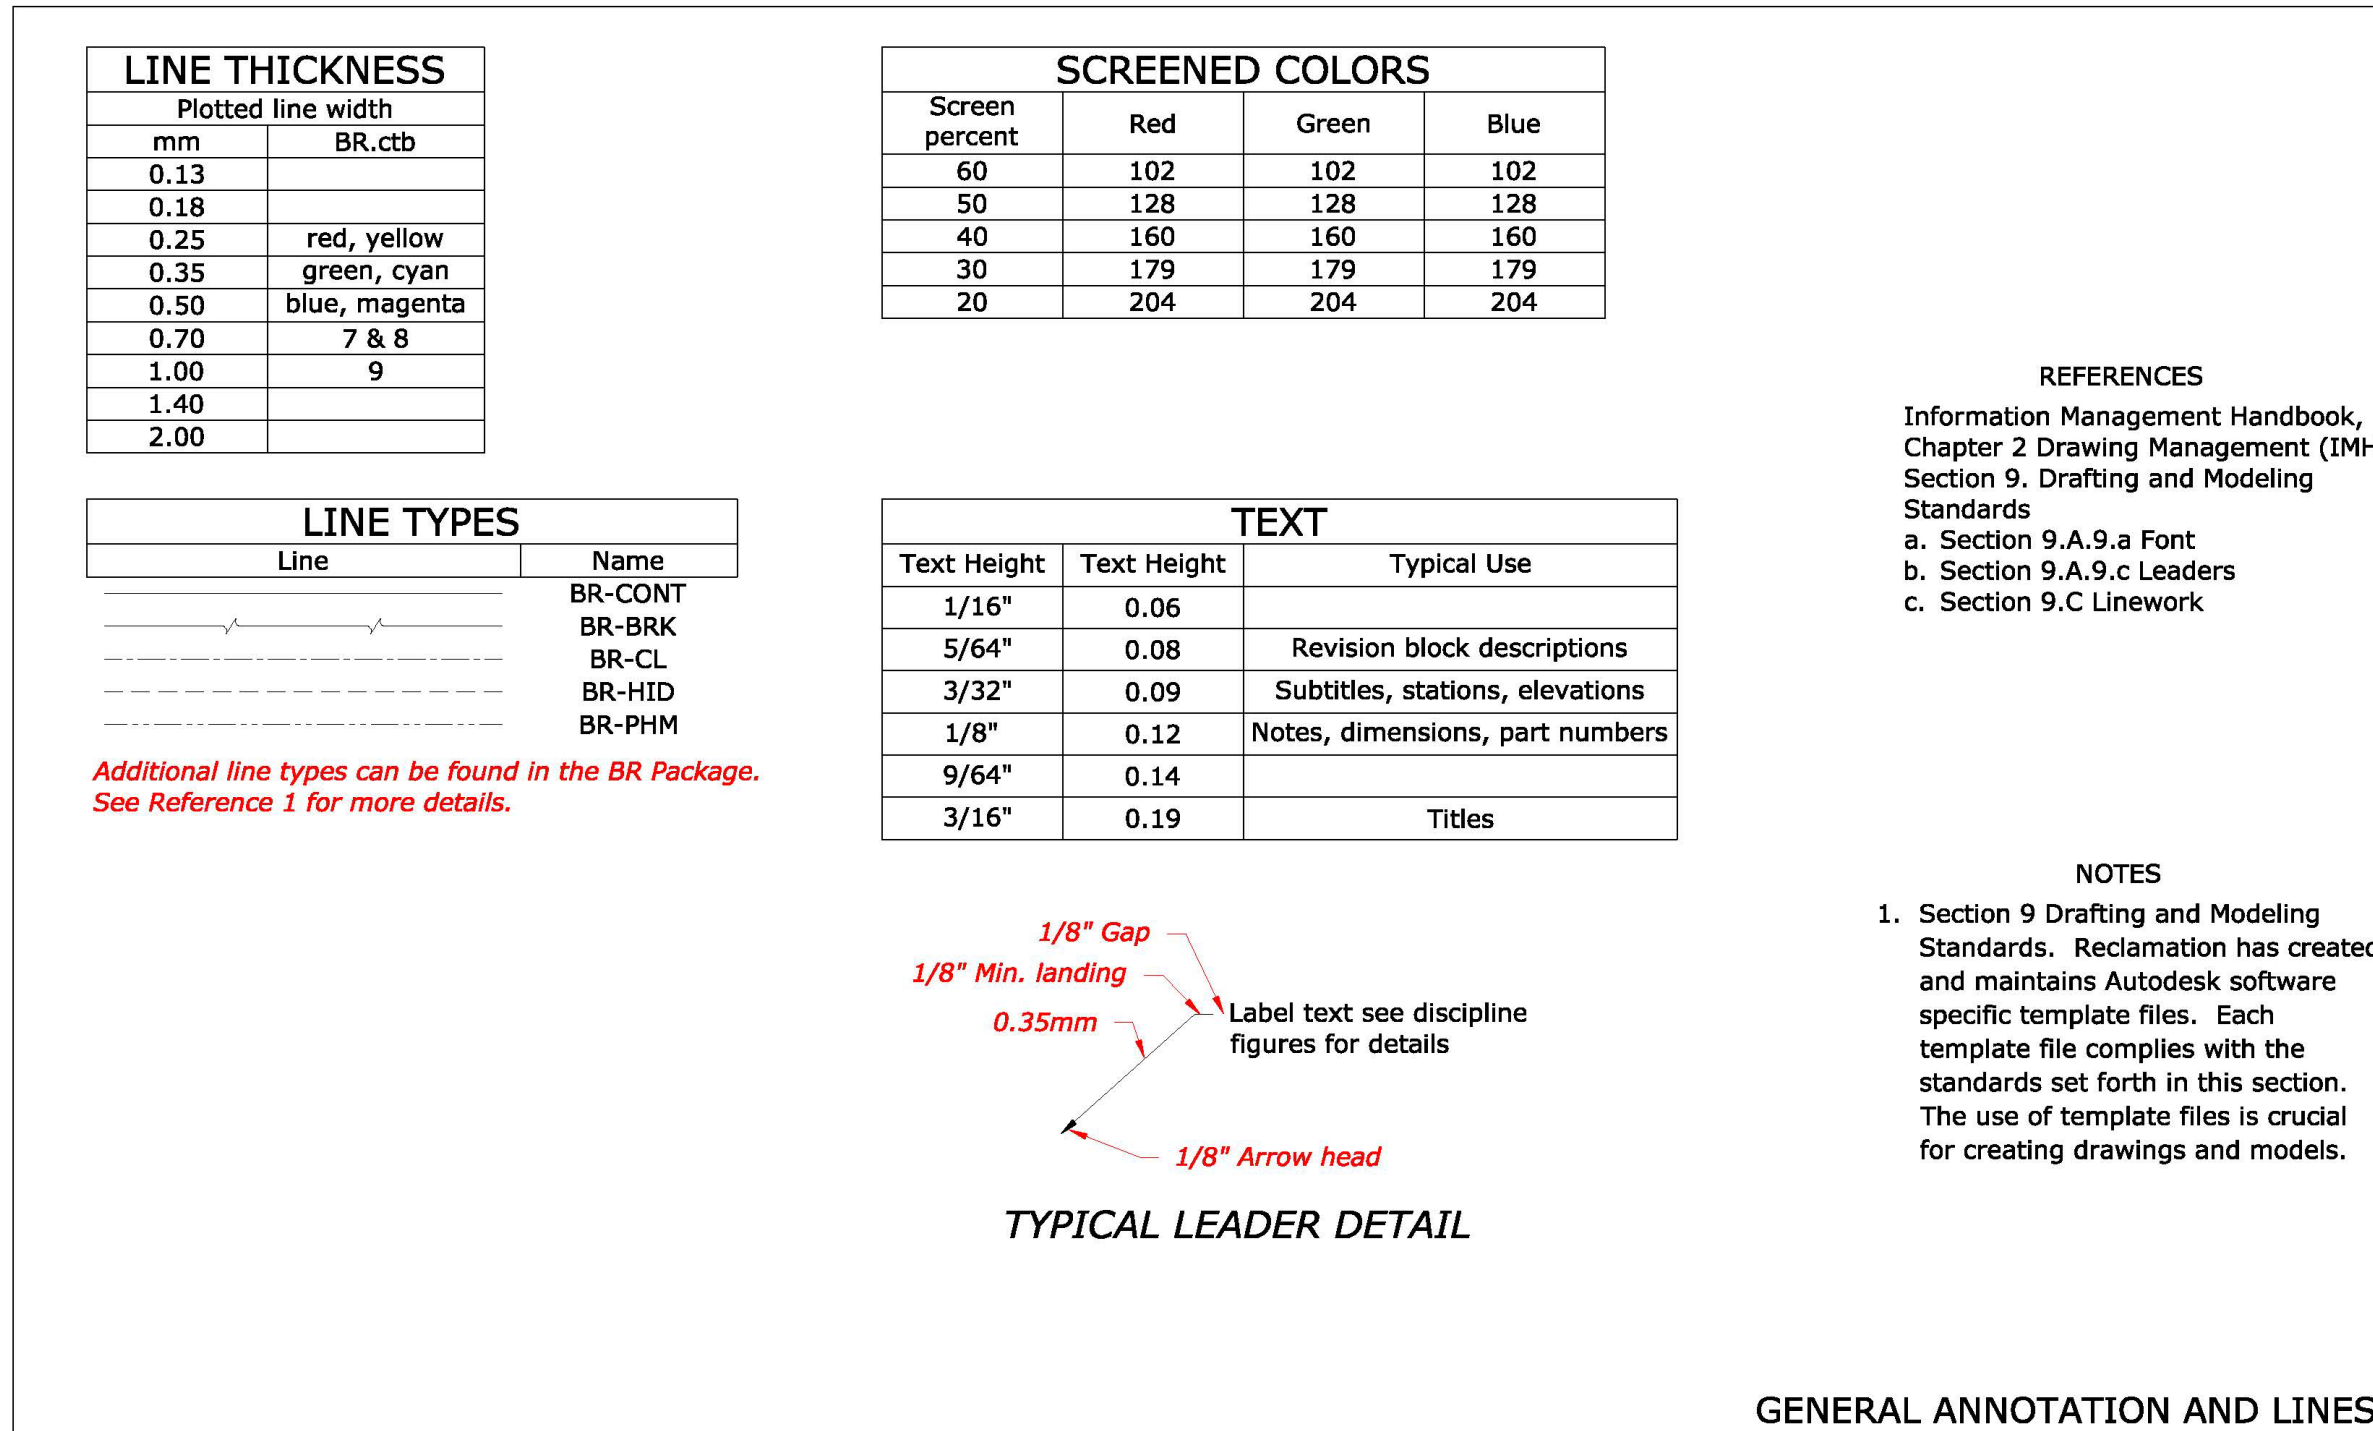 LINE THICKNESS
Plotted line width
mm BR.ctb
0.13
0.18
0.25 red, yellow
0.35 green, cyan
0.50 blue, magenta
0.70 7 & 8
1.00 9
1.40
2.00
SCREENED COLORS
Screen percent Red Green Blue
60 102 102 102
50 128 128 128
40 160 160 160
30 179 179 179
20 204 204 204
LINE TYPES
Line Name
BR-CONT
BR-BRK
BR-CL
BR-HID
BR-PHM
Additional line types can be found in the BR Package.
See Reference 1 for more details.
TEXT
Text Height Text Height Typical Use
1/16" 0.06
5/64" 0.08 Revision block descriptions
3/32" 0.09 Subtitles, stations, elevations
1/8" 0.12 Notes, dimensions, part numbers
9/64" 0.14
3/16" 0.19 Titles
1/8" Gap
1/8" Min. landing
0.35mm
Label text see discipline
figures for details
1/8" Arrow head
TYPICAL LEADER DETAIL
REFERENCES
Information Management Handbook,
Chapter 2 Drawing Management (IMH
Section 9. Drafting and Modeling
Standards
a. Section 9.A.9.a Font
b. Section 9.A.9.c Leaders
c. Section 9.C Linework
NOTES
1. Section 9 Drafting and Modeling
Standards. Reclamation has created
and maintains Autodesk software
specific template files. Each
template file complies with the
standards set forth in this section.
The use of template files is crucial
for creating drawings and models.
GENERAL ANNOTATION AND LINES